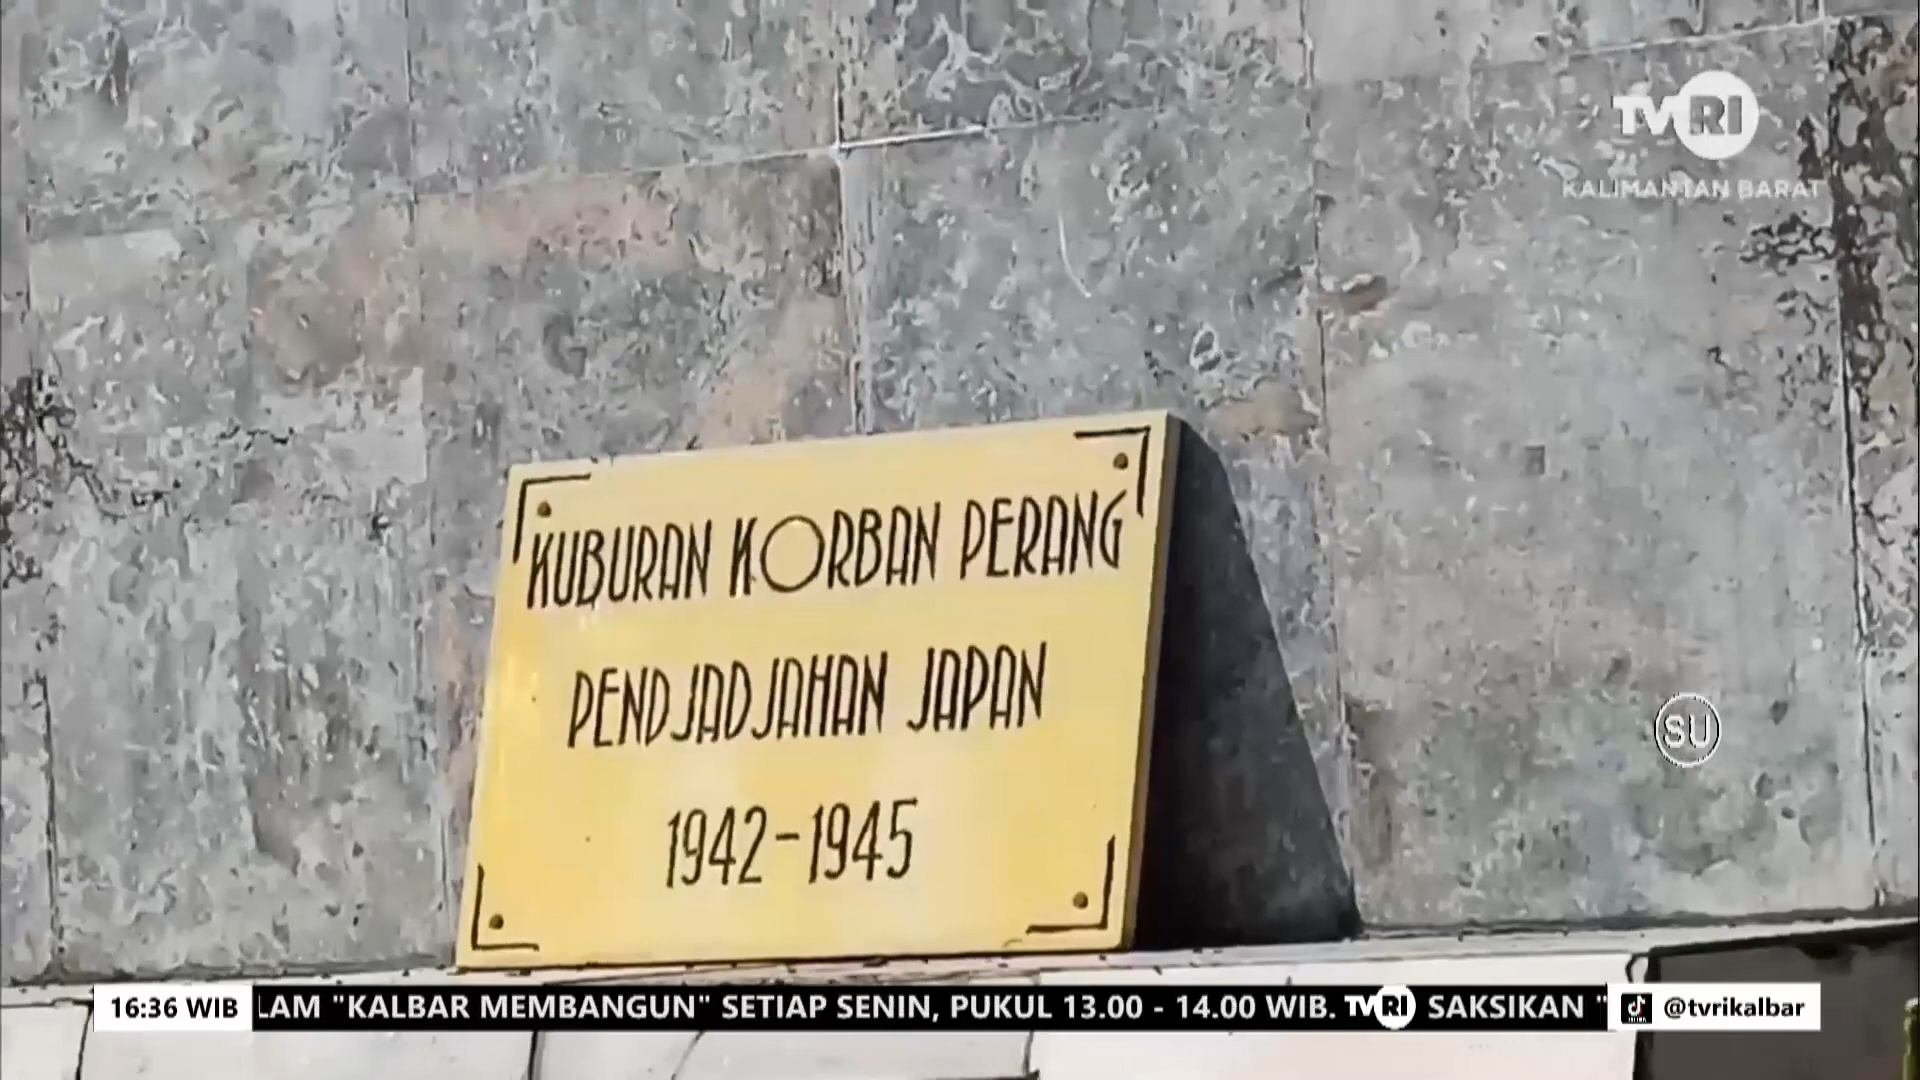 TVRI
KALIMANTAN BARAT
KUBURAN KORBAN PERANG
PENDJADJAHAN JAPAN
1942-1945
SU
16:36 WIB LAM "KALBAR MEMBANGUN" SETIAP SENIN, PUKUL 13.00 - 14.00 WIB. TVRI SAKSIKAN " @tvrikalbar